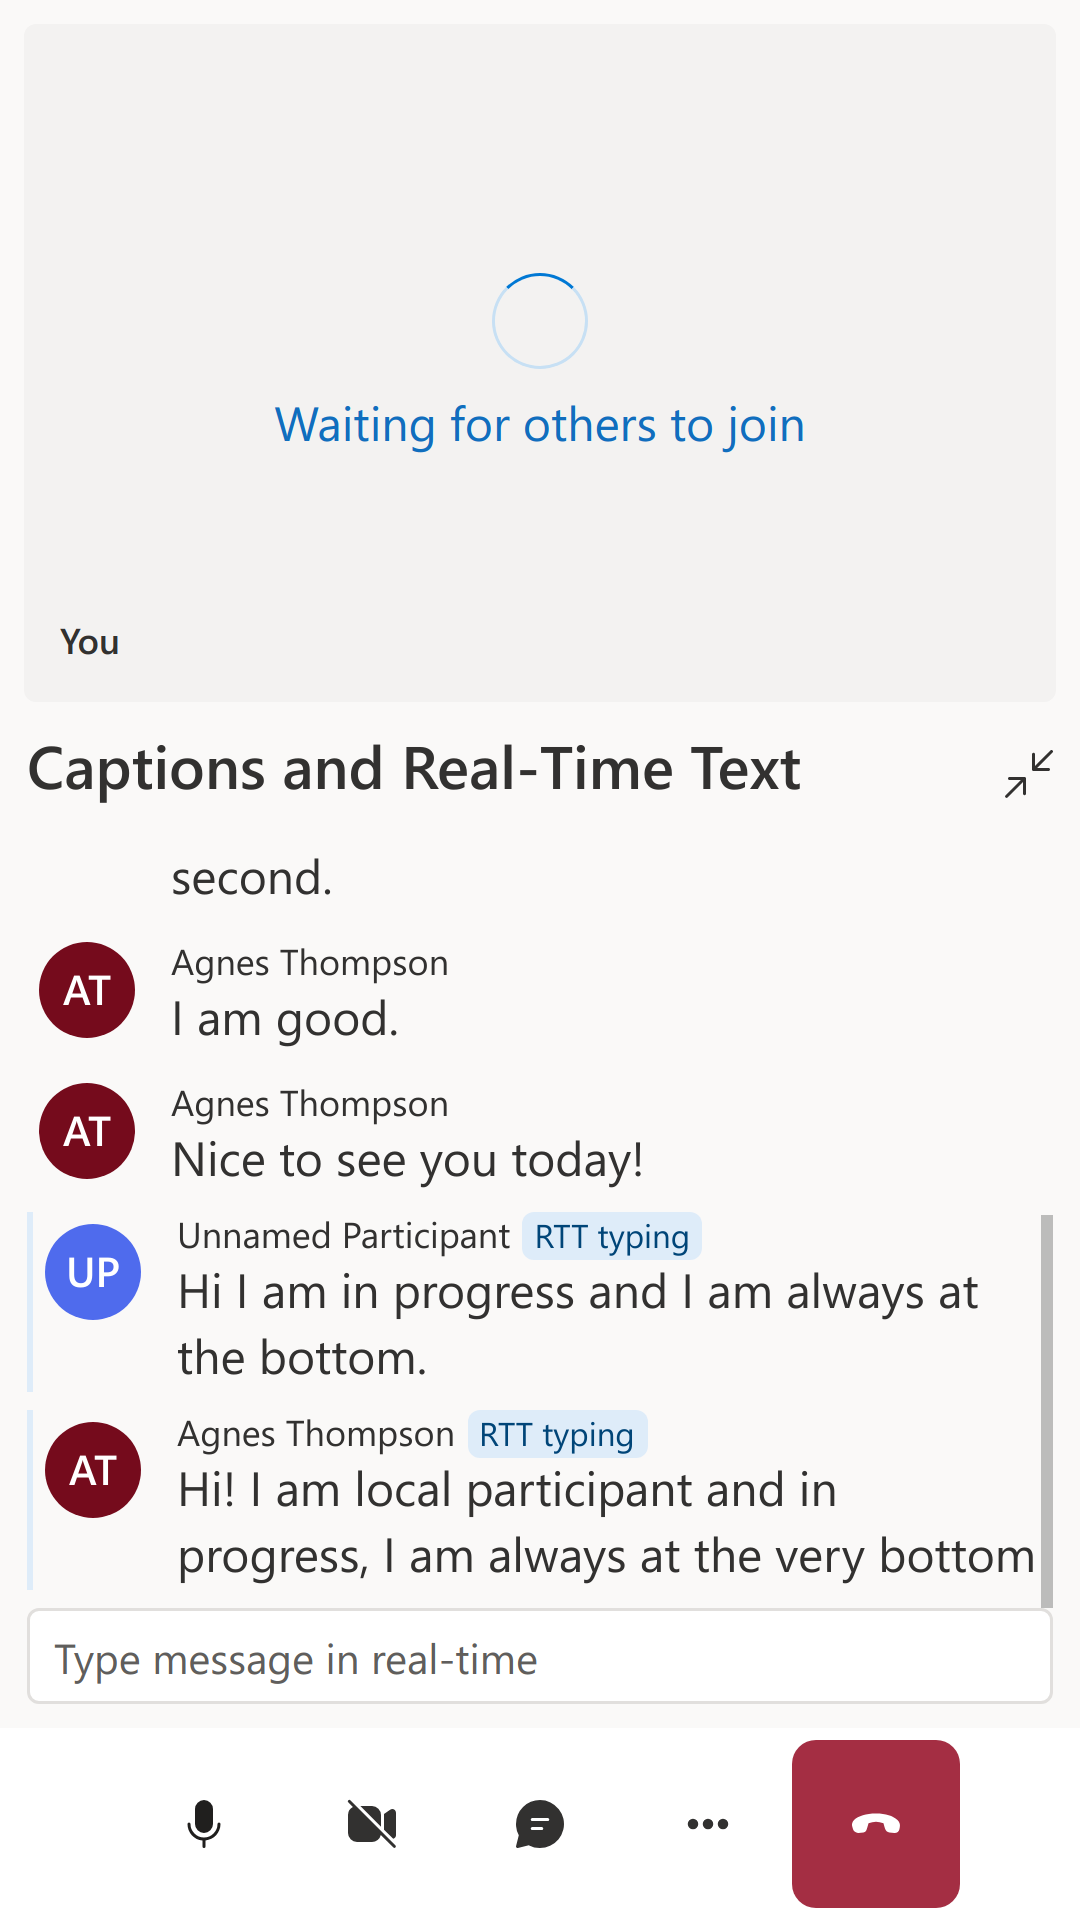 Waiting for others to join
You
Captions and Real-Time Text
second.
AT
Agnes Thompson
I am good.
AT
Agnes Thompson
Nice to see you today!
UP
Unnamed Participant RTT typing
Hi I am in progress and I am always at
the bottom.
AT
Agnes Thompson RTT typing
Hi! I am local participant and in
progress, I am always at the very bottom
Type message in real-time